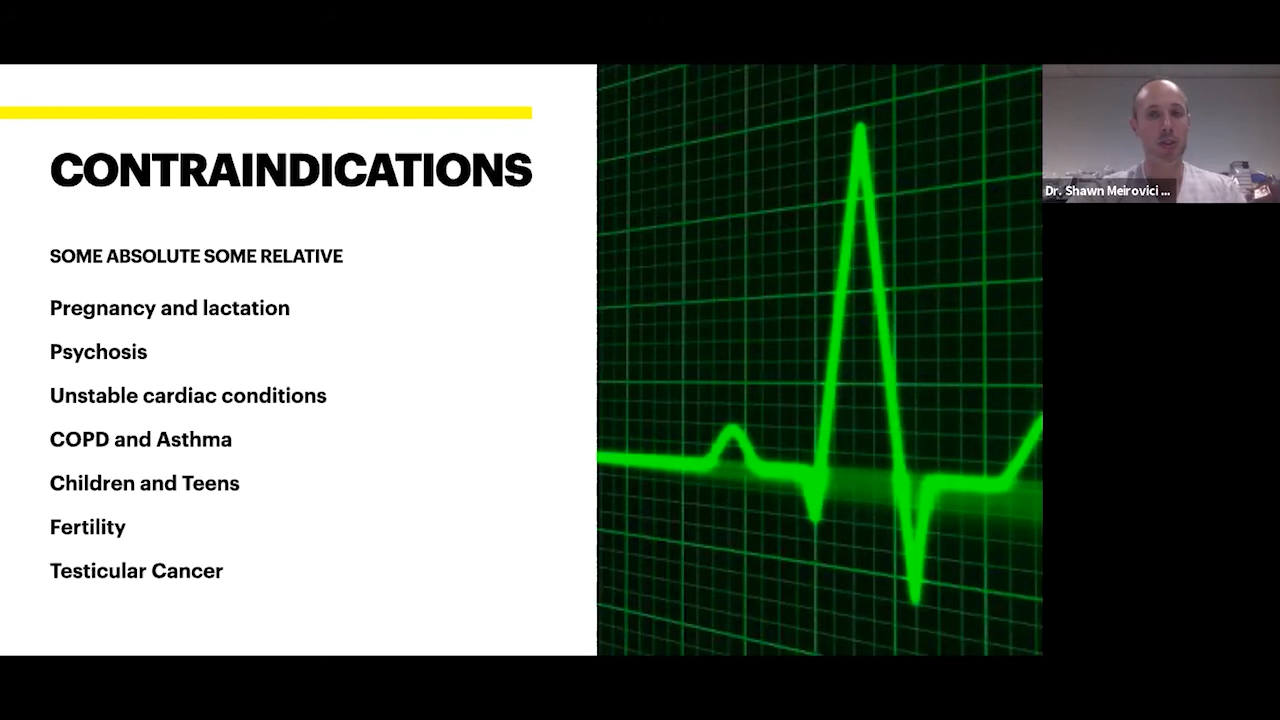 CONTRAINDICATIONS
SOME ABSOLUTE SOME RELATIVE
Pregnancy and lactation
Psychosis
Unstable cardiac conditions
COPD and Asthma
Children and Teens
Fertility
Testicular Cancer
Dr. Shawn Meirovici ...